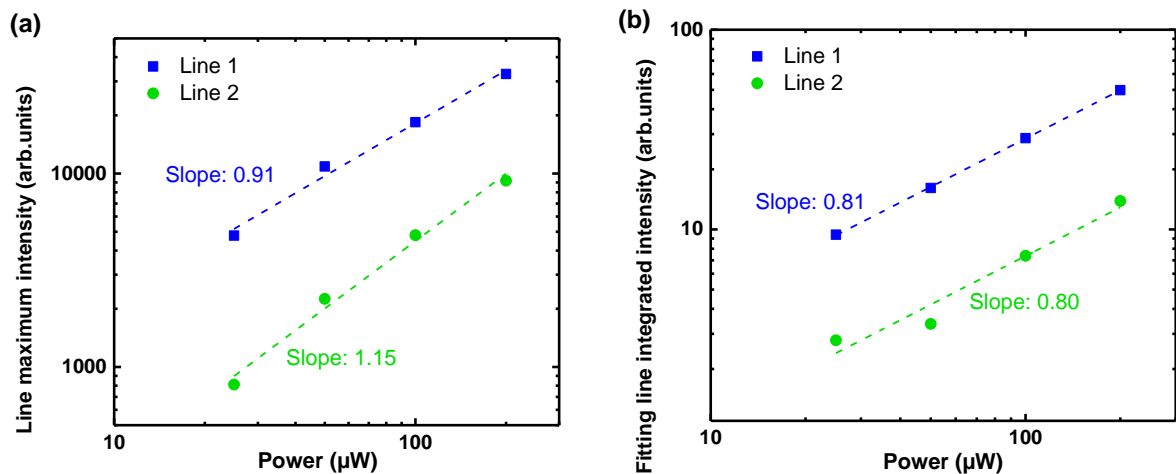 (a)
Line maximum intensity (arb.units)
10000
1000
Line 1
Line 2
Slope: 0.91
Slope: 1.15
10
100
Power (µW)
(b)
Fitting line integrated intensity (arb.units)
100
10
Line 1
Line 2
Slope: 0.81
Slope: 0.80
10
100
Power (µW)